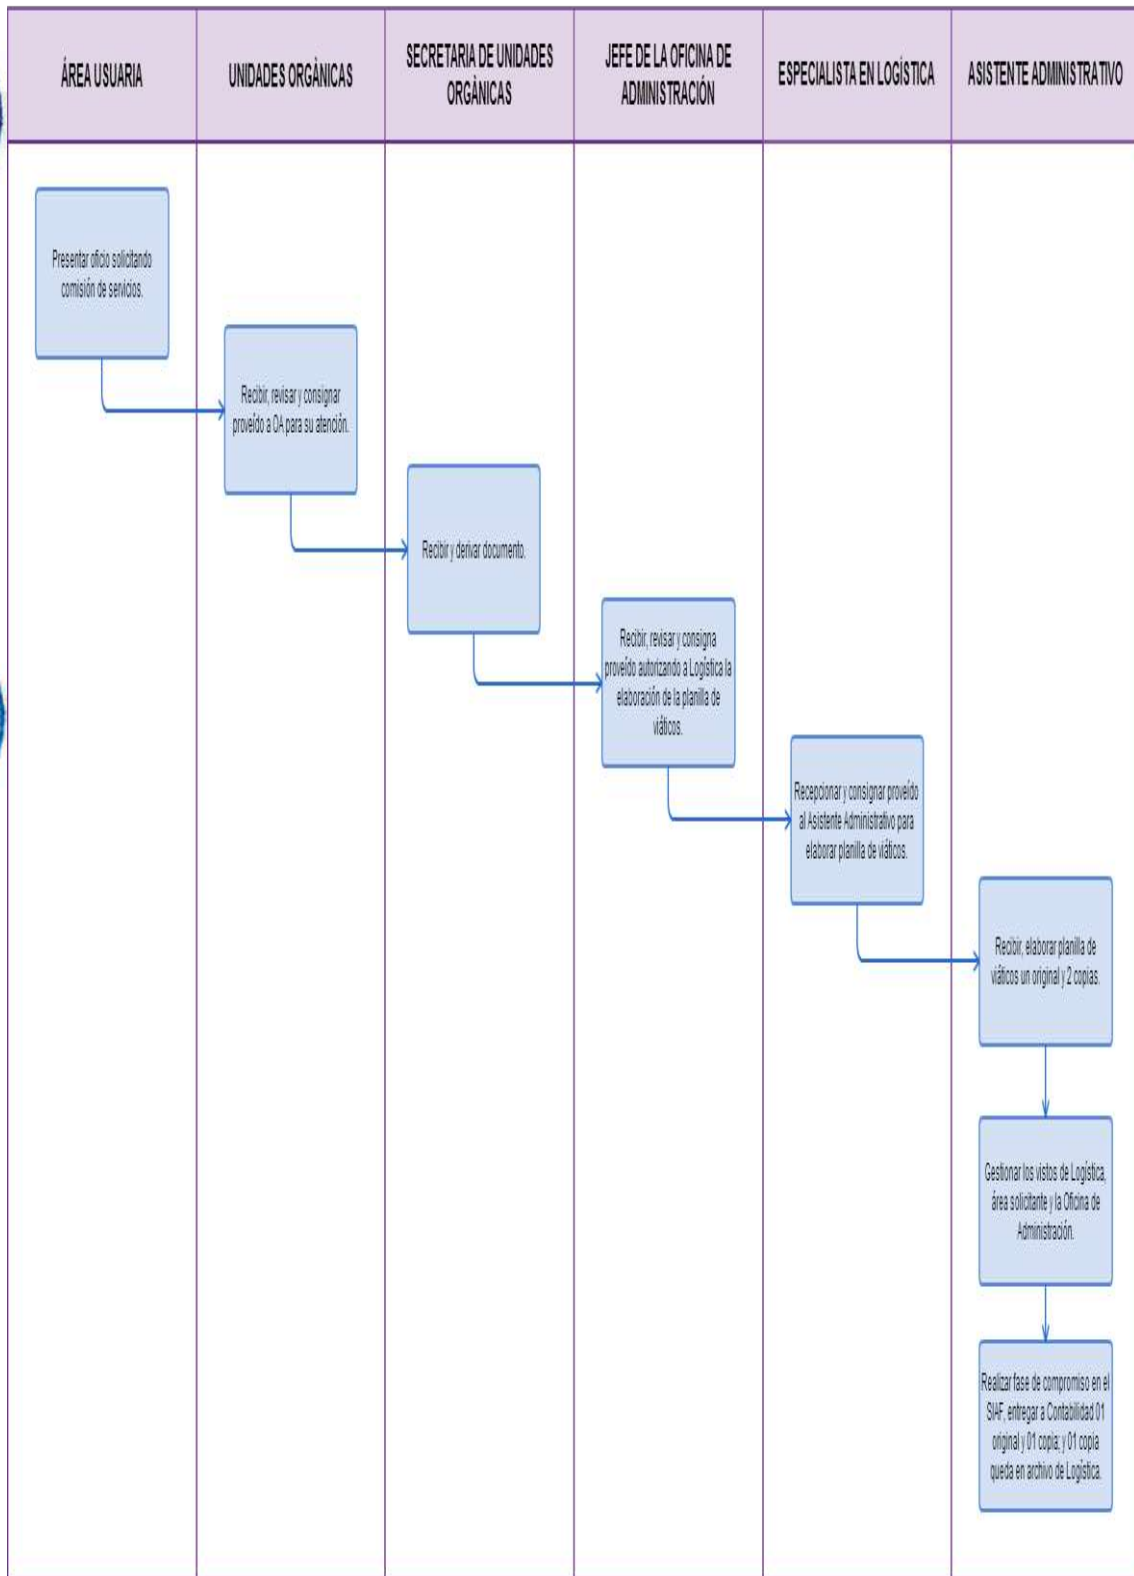 ÁREA USUARIA
UNIDADES ORGÀNICAS
SECRETARIA DE UNIDADES
ORGÀNICAS
JEFE DE LA OFICINA DE
ADMINISTRACIÓN
ESPECIALISTA EN LOGÍSTICA
ASISTENTE ADMINISTRATIVO
Presentar oficio solicitando
comisión de servicios.
Recibir, revisar y consignar
proveído a OA para su atención.
Recibir y derivar documento.
Recibir, revisar y consigna
proveído autorizando a Logística la
elaboración de la planilla de
viáticos.
Recepcionar y consignar proveído
al Asistente Administrativo para
elaborar planilla de viáticos.
Recibir, elaborar planilla de
viáticos un original y 2 copias.
Gestionar los vistos de Logística,
área solicitante y la Oficina de
Administración.
Realizar fase de compromiso en el
SIAF, entregar a Contabilidad 01
original y 01 copia; y 01 copia
queda en archivo de Logística.